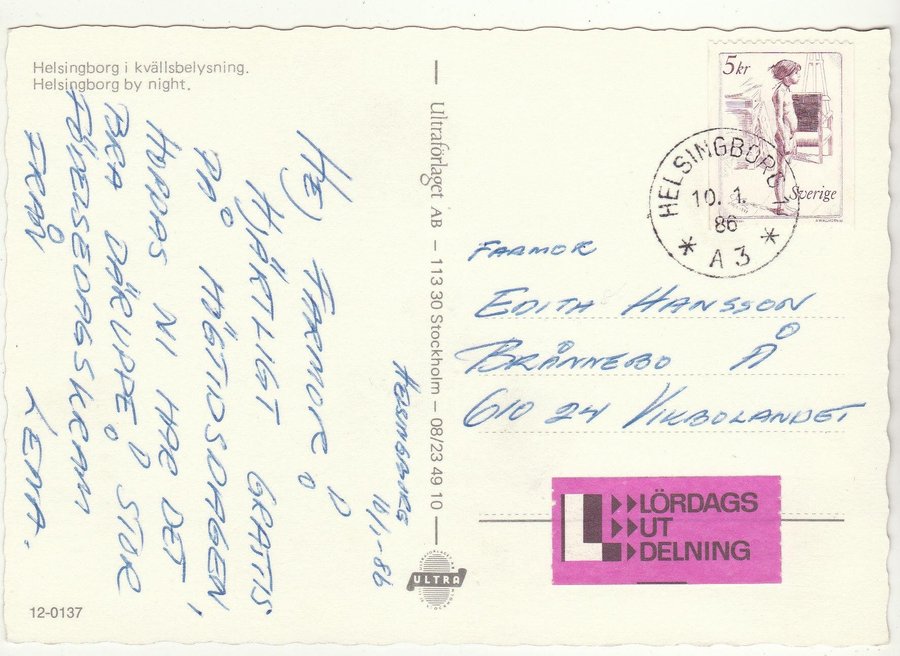 Helsingborg i kvällsbelysning.
Helsingborg by night.
HELSINGBORG
10/1-86
HEJ FARMOR!
HJÄRTLIGT GRATTIS
PÅ HÖGTIDSDAGEN,
HOPPAS NI HAR DET
BRA DÄRUPPE! STOR
FÖDELSEDAGSKRAM
FRÅN LENA.
12-0137
Ultraförlaget AB — 113 30 Stockholm — 08/23 49 10
ULTRA
5kr
Sverige
HELSINGBORG 1
10. 1.
86
* A 3 *
FARMOR
EDITH HANSSON
BRÄNNEBO Å
610 24 VIKBOLANDET
LÖRDAGS
UT
DELNING